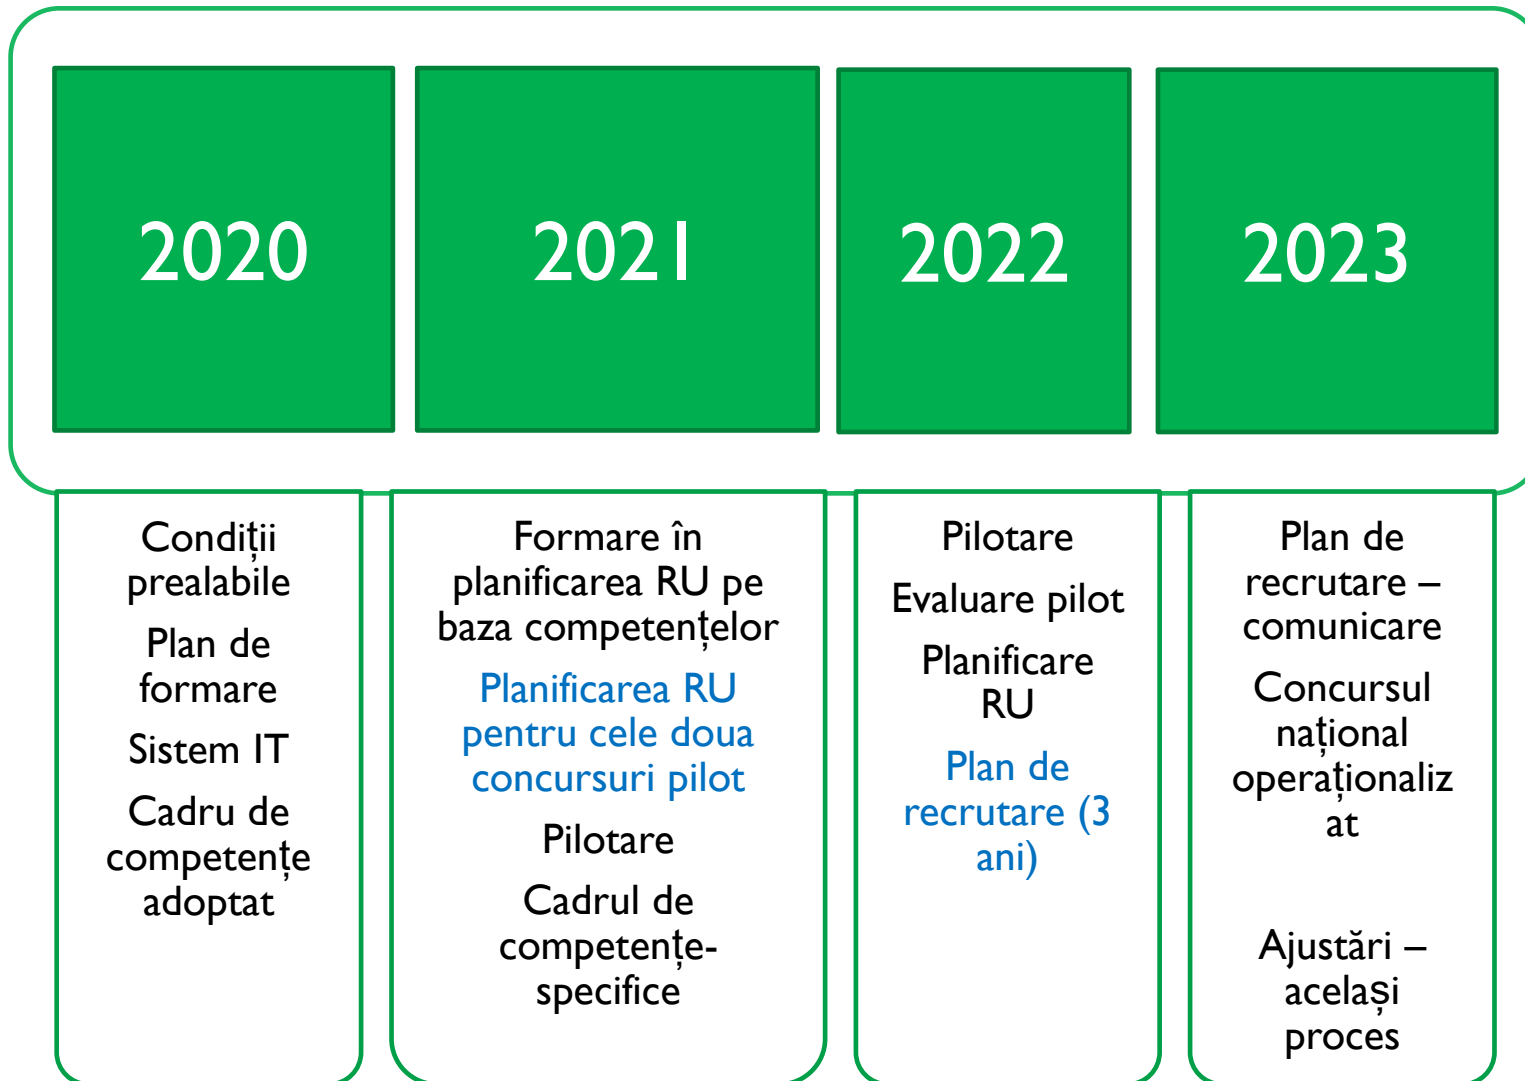 2020
2021
2022
2023
Condiții
prealabile
Plan de
formare
Sistem IT
Cadru de
competențe
adoptat
Formare în
planificarea RU pe
baza competențelor
Planificarea RU
pentru cele doua
concursuri pilot
Pilotare
Cadrul de
competențe-
specifice
Pilotare
Evaluare pilot
Planificare
RU
Plan de
recrutare (3
ani)
Plan de
recrutare –
comunicare
Concursul
național
operaționaliz
at
Ajustări –
același
proces